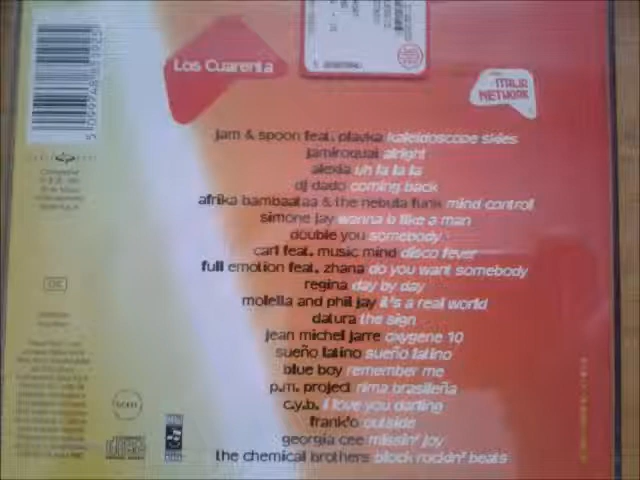 Los Cuarenta
ITALIA
NETWORK
jam & spoon feat. plavka kaleidoscope skies
jamiroquai alright
alexia uh la la la
dj dado coming back
afrika bambaataa & the nebula funk mind control
simone jay wanna b like a man
double you somebody
carl feat. music mind disco fever
full emotion feat. zhana do you want somebody
regina day by day
molella and phil jay it's a real world
datura the sign
jean michel jarre oxygene 10
sueño latino sueño latino
blue boy remember me
p.m. project rima brasileña
c.y.b. i love you darling
frank'o outside
georgia cee missin' joy
the chemical brothers block rockin' beats